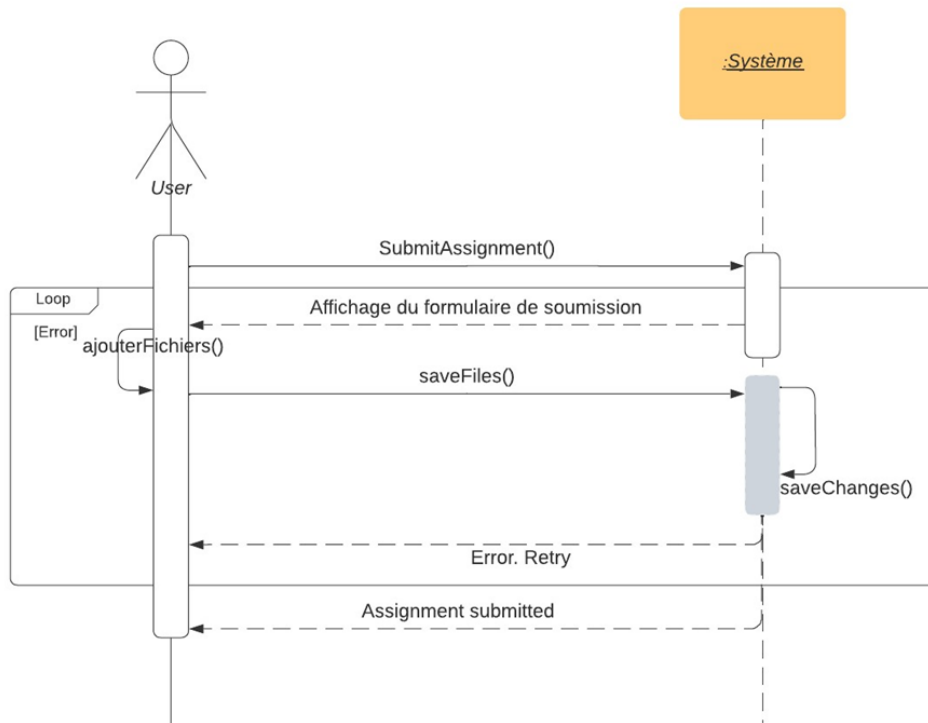 :Système
User
SubmitAssignment()
Loop
Affichage du formulaire de soumission
[Error]
ajouterFichiers()
saveFiles()
saveChanges()
Error. Retry
Assignment submitted